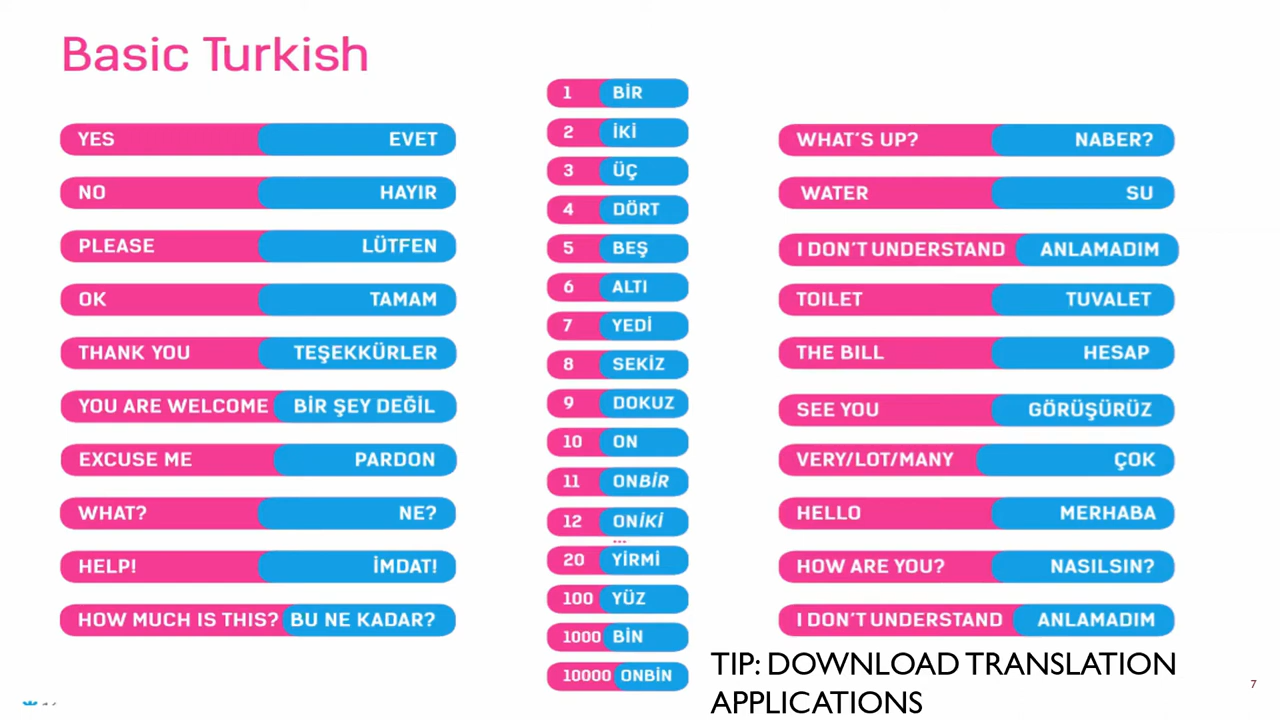 Basic Turkish
YES EVET
NO HAYIR
PLEASE LÜTFEN
OK TAMAM
THANK YOU TEŞEKKÜRLER
YOU ARE WELCOME BİR ŞEY DEĞİL
EXCUSE ME PARDON
WHAT? NE?
HELP! İMDAT!
HOW MUCH IS THIS? BU NE KADAR?
1 BİR
2 İKİ
3 ÜÇ
4 DÖRT
5 BEŞ
6 ALTI
7 YEDİ
8 SEKİZ
9 DOKUZ
10 ON
11 ONBİR
12 ONİKİ
...
20 YİRMİ
100 YÜZ
1000 BİN
10000 ONBİN
WHAT'S UP? NABER?
WATER SU
I DON'T UNDERSTAND ANLAMADIM
TOILET TUVALET
THE BILL HESAP
SEE YOU GÖRÜŞÜRÜZ
VERY/LOT/MANY ÇOK
HELLO MERHABA
HOW ARE YOU? NASILSIN?
I DON'T UNDERSTAND ANLAMADIM
TIP: DOWNLOAD TRANSLATION
APPLICATIONS
7